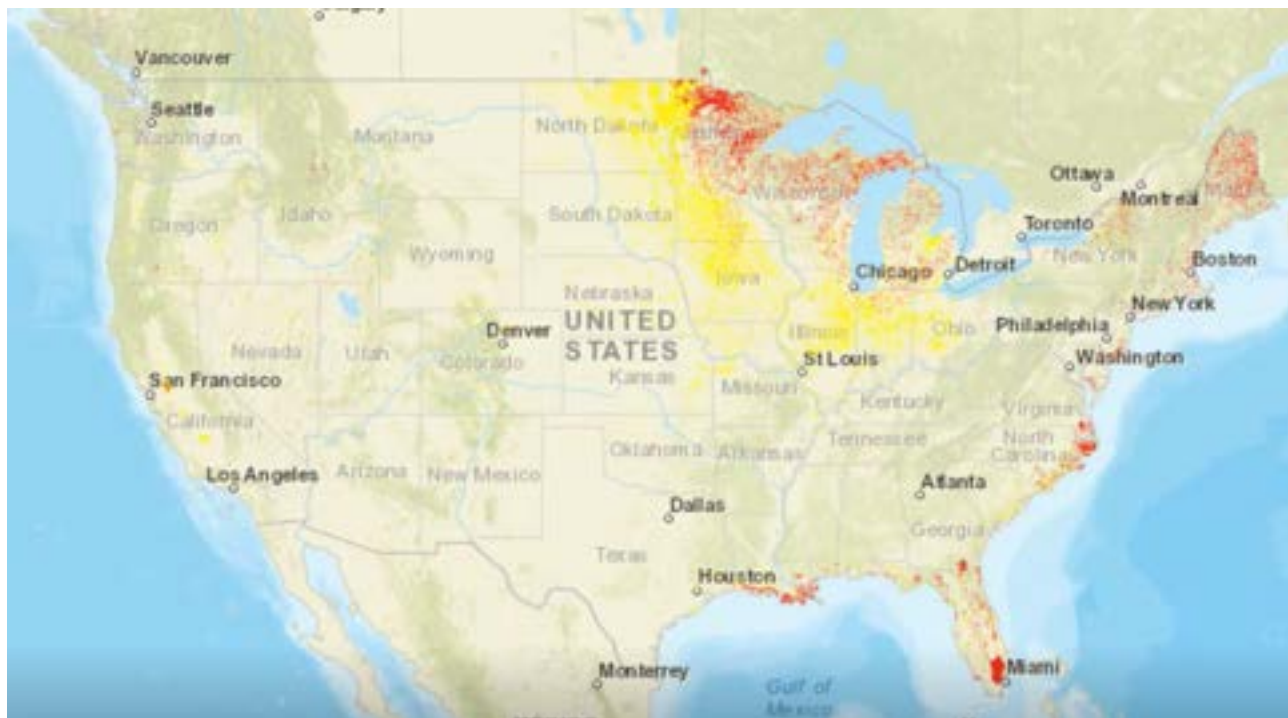 Vancouver
Seattle
Washington
Montana
North Dakota
Ottawa
Montreal
Oregon
Idaho
South Dakota
Wisconsin
Toronto
Wyoming
New York
Boston
Iowa
Chicago
Detroit
Nebraska
New York
Denver
UNITED
STATES
Illinois
Ohio
Philadelphia
Nevada
Utah
Colorado
St Louis
Washington
San Francisco
Kansas
Missouri
Kentucky
Virginia
California
Oklahoma
Arkansas
Tennessee
North
Carolina
Los Angeles
Arizona
New Mexico
Atlanta
Dallas
Georgia
Texas
Houston
Monterrey
Miami
Gulf of
Mexico